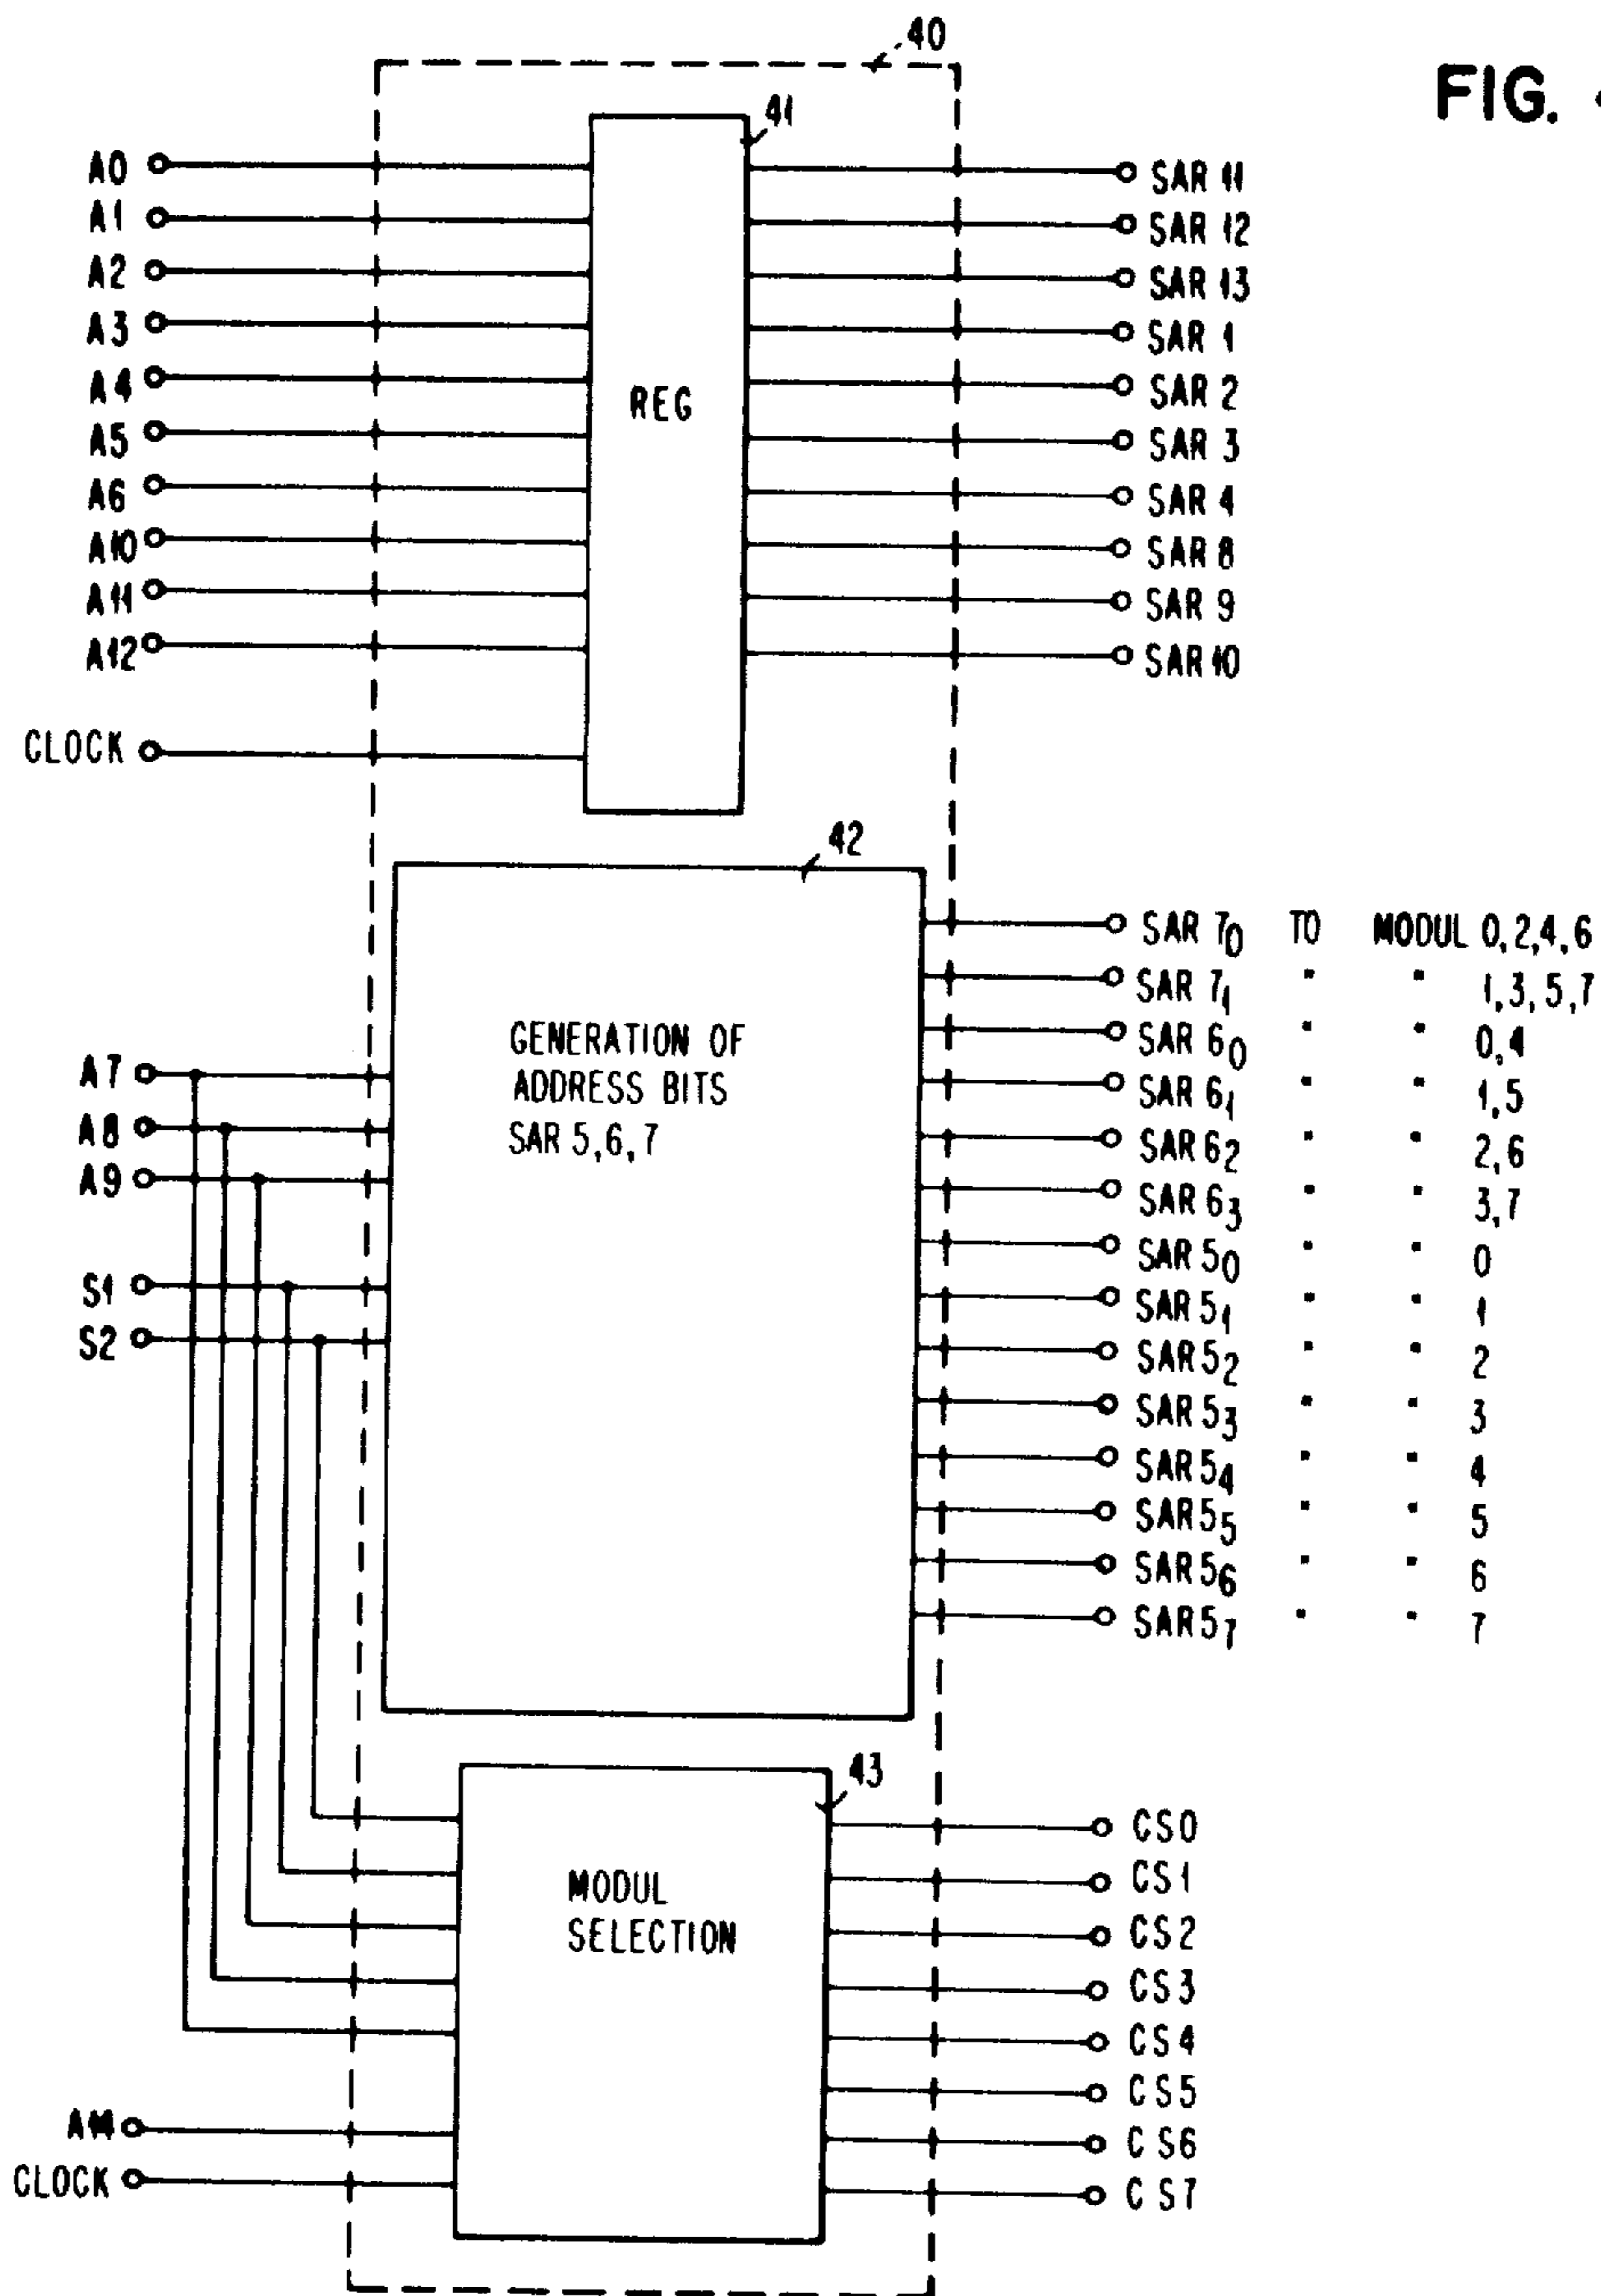 40
FIG.
41
A0 SAR 11
A1 SAR 12
A2 SAR 13
A3 SAR 1
A4 SAR 2
A5 SAR 3
REG
A6 SAR 4
A10 SAR 8
A11 SAR 9
A12 SAR 10
CLOCK
42
SAR 7₀ TO MODUL 0,2,4,6
SAR 7₁ " " 1,3,5,7
GENERATION OF
ADDRESS BITS
SAR 5,6,7
SAR 6₀ " " 0,4
A7 SAR 6₁ " " 1,5
A8 SAR 6₂ " " 2,6
A9 SAR 6₃ " " 3,7
SAR 5₀ " " 0
S1 SAR 5₁ " " 1
S2 SAR 5₂ " " 2
SAR 5₃ " " 3
SAR 5₄ " " 4
SAR 5₅ " " 5
SAR 5₆ " " 6
SAR 5₇ " " 7
43
MODUL
SELECTION
CS0
CS1
CS2
CS3
CS4
CS5
CS6
CLOCK CS7